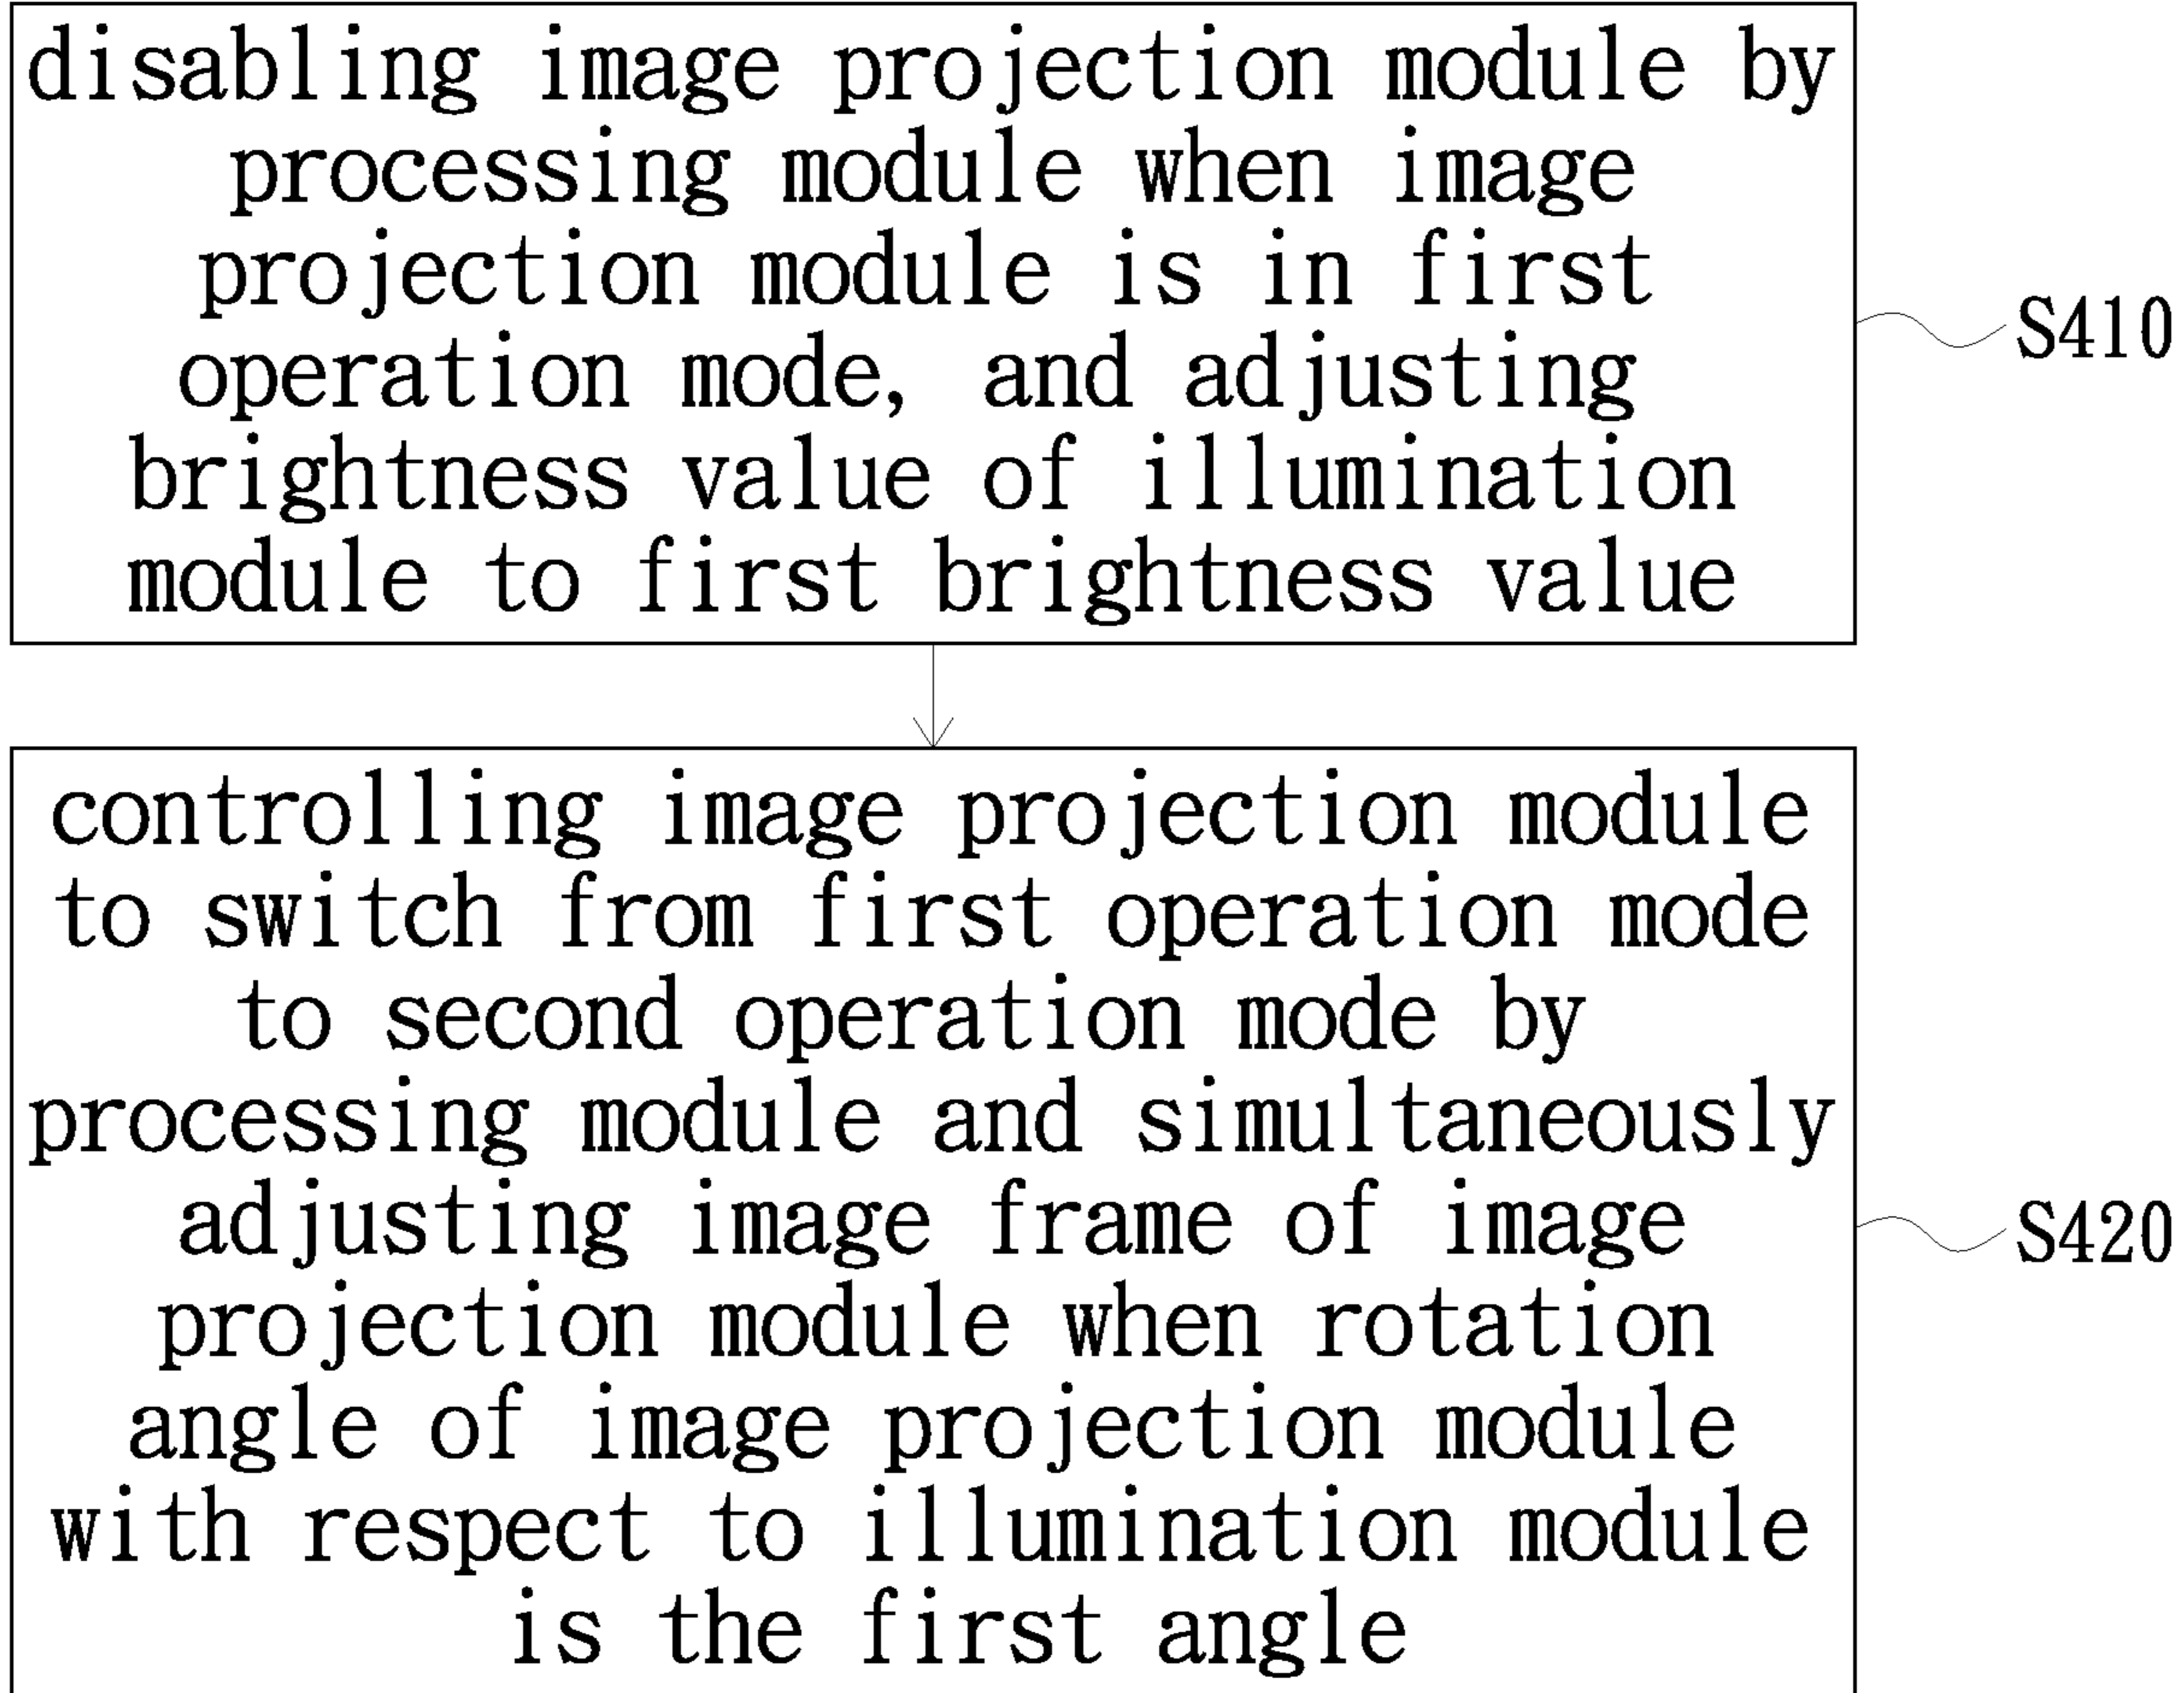 disabling image projection module by
processing module when image
projection module is in first
operation mode, and adjusting
brightness value of illumination
module to first brightness value
S410
controlling image projection module
to switch from first operation mode
to second operation mode by
processing module and simultaneously
adjusting image frame of image
projection module when rotation
angle of image projection module
with respect to illumination module
is the first angle
S420